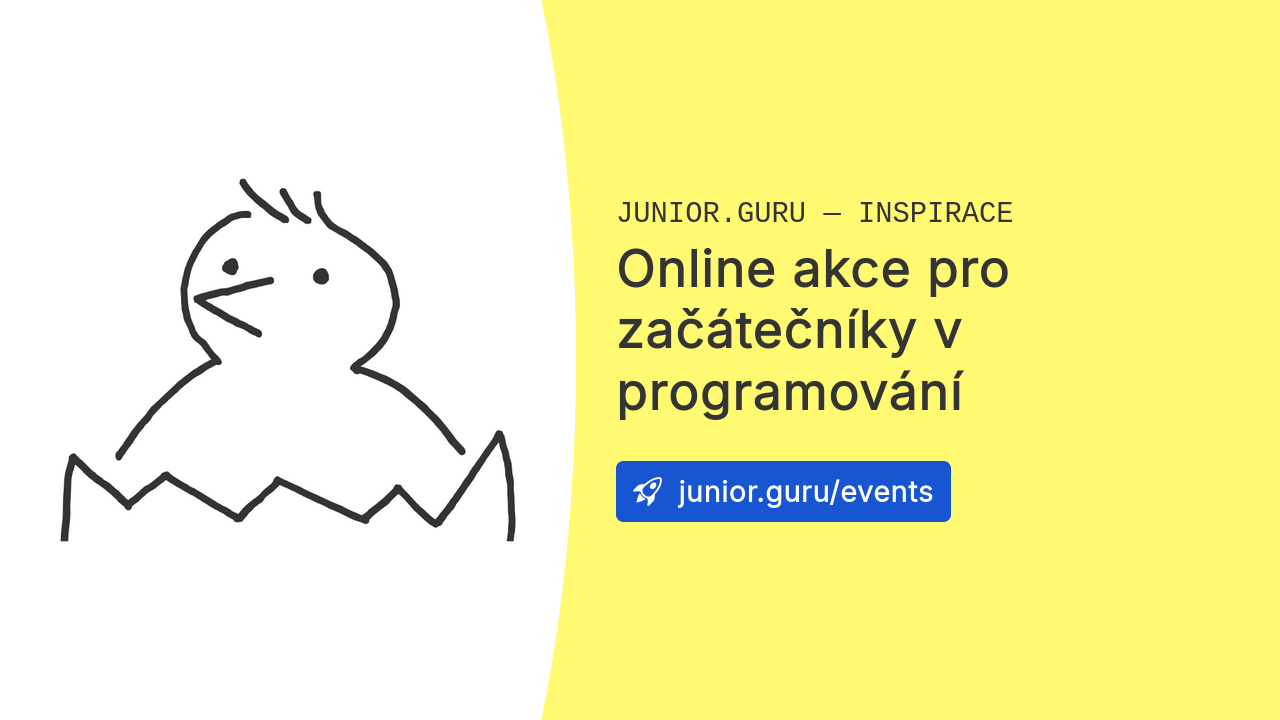 JUNIOR.GURU — INSPIRACE
Online akce pro
začátečníky v
programování
junior.guru/events